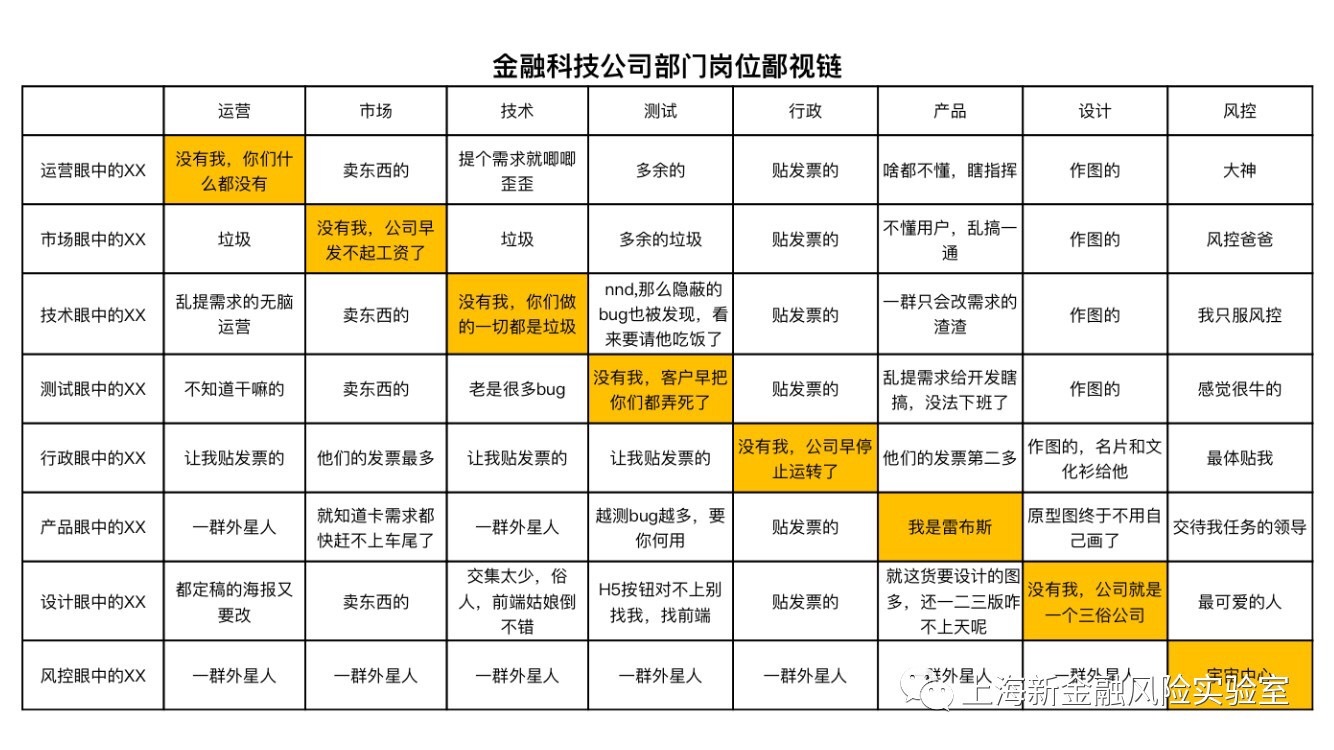 金融科技公司部门岗位鄙视链
运营 市场 技术 测试 行政 产品 设计 风控
运营眼中的XX
没有我，你们什
么都没有
卖东西的
提个需求就唧唧
歪歪
多余的
贴发票的
啥都不懂，瞎指挥
作图的
大神
市场眼中的XX
垃圾
没有我，公司早
发不起工资了
垃圾
多余的垃圾
贴发票的
不懂用户，乱搞一
通
作图的
风控爸爸
技术眼中的XX
乱提需求的无脑
运营
卖东西的
没有我，你们做
的一切都是垃圾
nnd,那么隐蔽的
bug也被发现，看
来要请他吃饭了
贴发票的
一群只会改需求的
渣渣
作图的
我只服风控
测试眼中的XX
不知道干嘛的
卖东西的
老是很多bug
没有我，客户早把
你们都弄死了
贴发票的
乱提需求给开发瞎
搞，没法下班了
作图的
感觉很牛的
行政眼中的XX
让我贴发票的
他们的发票最多
让我贴发票的
让我贴发票的
没有我，公司早停
止运转了
他们的发票第二多
作图的，名片和文
化衫给他
最体贴我
产品眼中的XX
一群外星人
就知道卡需求都
快赶不上车尾了
一群外星人
越测bug越多，要
你何用
贴发票的
我是雷布斯
原型图终于不用自
己画了
交待我任务的领导
设计眼中的XX
都定稿的海报又
要改
卖东西的
交集太少，俗
人，前端姑娘倒
不错
H5按钮对不上别
找我，找前端
贴发票的
就这货要设计的图
多，还一二三版咋
不上天呢
没有我，公司就是
一个三俗公司
最可爱的人
风控眼中的XX
一群外星人
一群外星人
一群外星人
一群外星人
一群外星人
群外星人
一群外星人
宇宙中心
上海新金融风险实验室